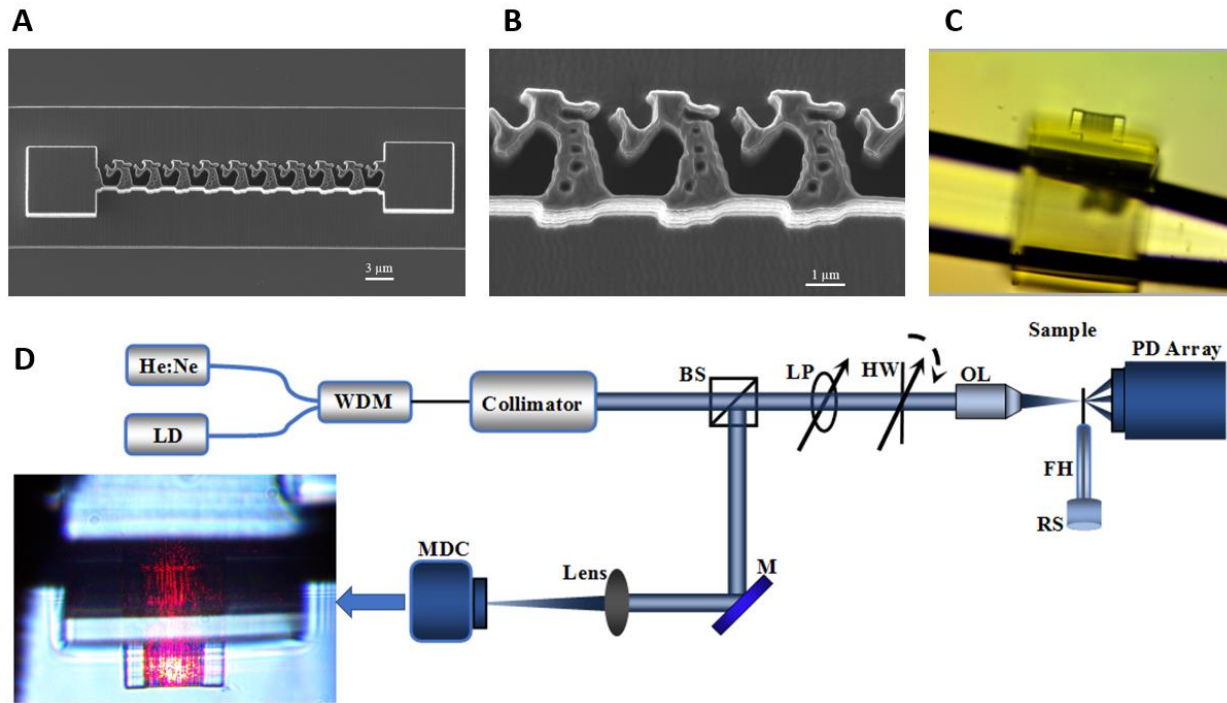 A
B
C
3 µm
1 µm
D
He:Ne
LD
WDM
Collimator
BS
LP
HW
OL
Sample
PD Array
FH
RS
MDC
Lens
M